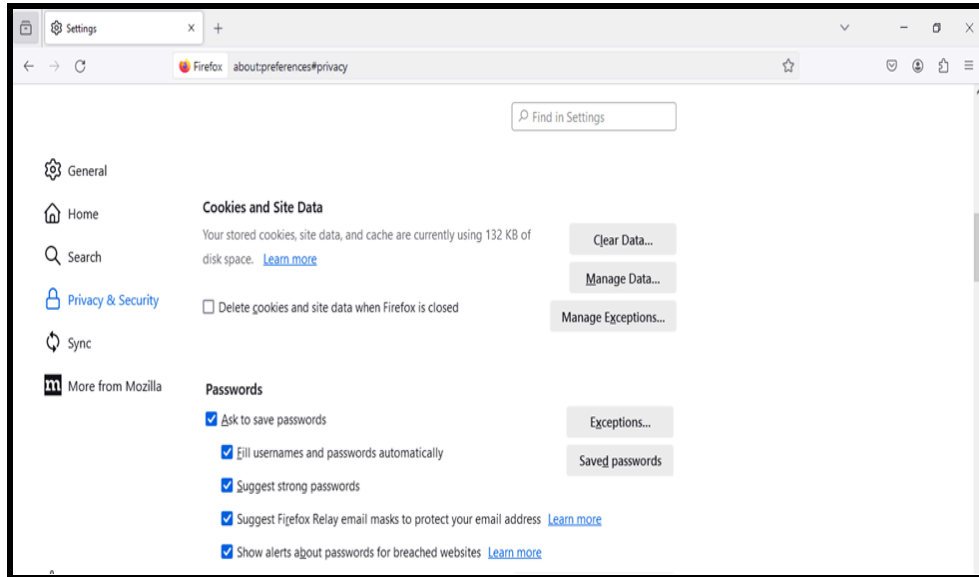 Settings
Firefox about:preferences#privacy
Find in Settings
General
Home
Search
Privacy & Security
Sync
m More from Mozilla
Cookies and Site Data
Your stored cookies, site data, and cache are currently using 132 KB of
disk space. Learn more
Clear Data...
Manage Data...
Delete cookies and site data when Firefox is closed
Manage Exceptions...
Passwords
Ask to save passwords
Exceptions...
Fill usernames and passwords automatically
Saved passwords
Suggest strong passwords
Suggest Firefox Relay email masks to protect your email address Learn more
Show alerts about passwords for breached websites Learn more